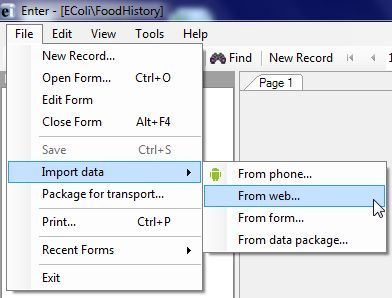 Enter - [EColi\FoodHistory]
File Edit View Tools Help
Find New Record
Page 1
New Record...
Open Form... Ctrl+O
Edit Form
Close Form Alt+F4
Save Ctrl+S
Import data
From phone...
From web...
From form...
From data package...
Package for transport...
Print... Ctrl+P
Recent Forms
Exit